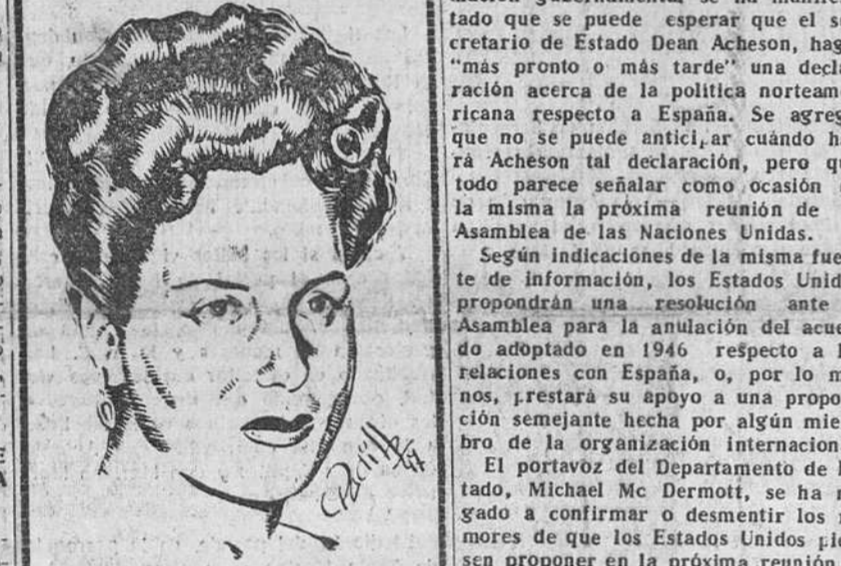 tado que se puede esperar que el s
cretario de Estado Dean Acheson, hag
“más pronto o más tarde” una decla
ración acerca de la política norteam
ricana respecto a España. Se agreg
que no se puede antici,ar cuándo h
rá Acheson tal declaración, pero qu
todo parece señalar como ocasión
la misma la próxima reunión de
Asamblea de las Naciones Unidas.
Según indicaciones de la misma fue
te de información, los Estados Unid
propondrán una resolución ante
Asamblea para la anulación del acue
do adoptado en 1946 respecto a l
relaciones con España, o, por lo m
nos, prestará su apoyo a una propo
ción semejante hecha por algún mie
bro de la organización internacion
El portavoz del Departamento de E
tado, Michael Mc Dermott, se ha n
gado a confirmar o desmentir los r
mores de que los Estados Unidos pie
sen proponer en la próxima reunión